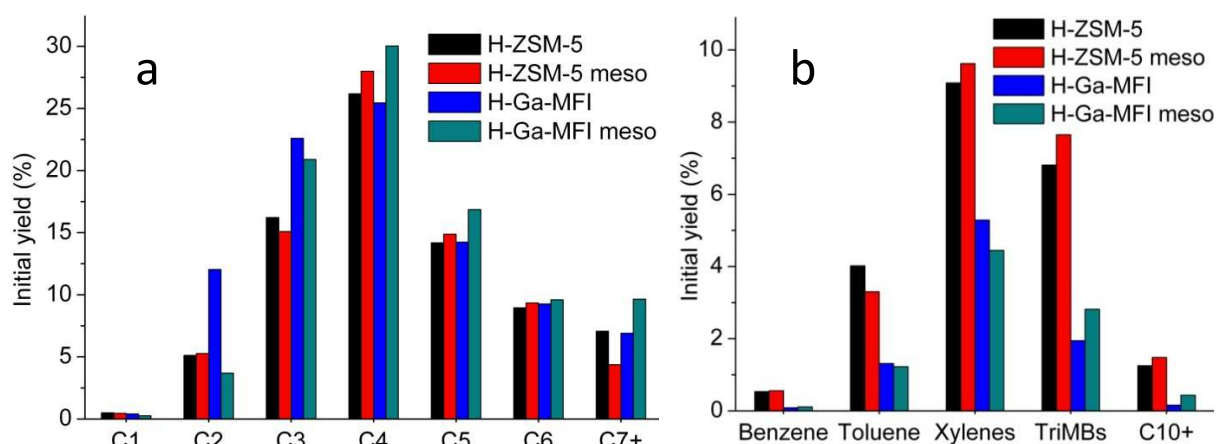 a
H-ZSM-5
H-ZSM-5 meso
H-Ga-MFI
H-Ga-MFI meso
Initial yield (%)
30
25
20
15
10
5
0
C1 C2 C3 C4 C5 C6 C7+
b
H-ZSM-5
H-ZSM-5 meso
H-Ga-MFI
H-Ga-MFI meso
Initial yield (%)
10
8
6
4
2
0
Benzene Toluene Xylenes TriMBs C10+